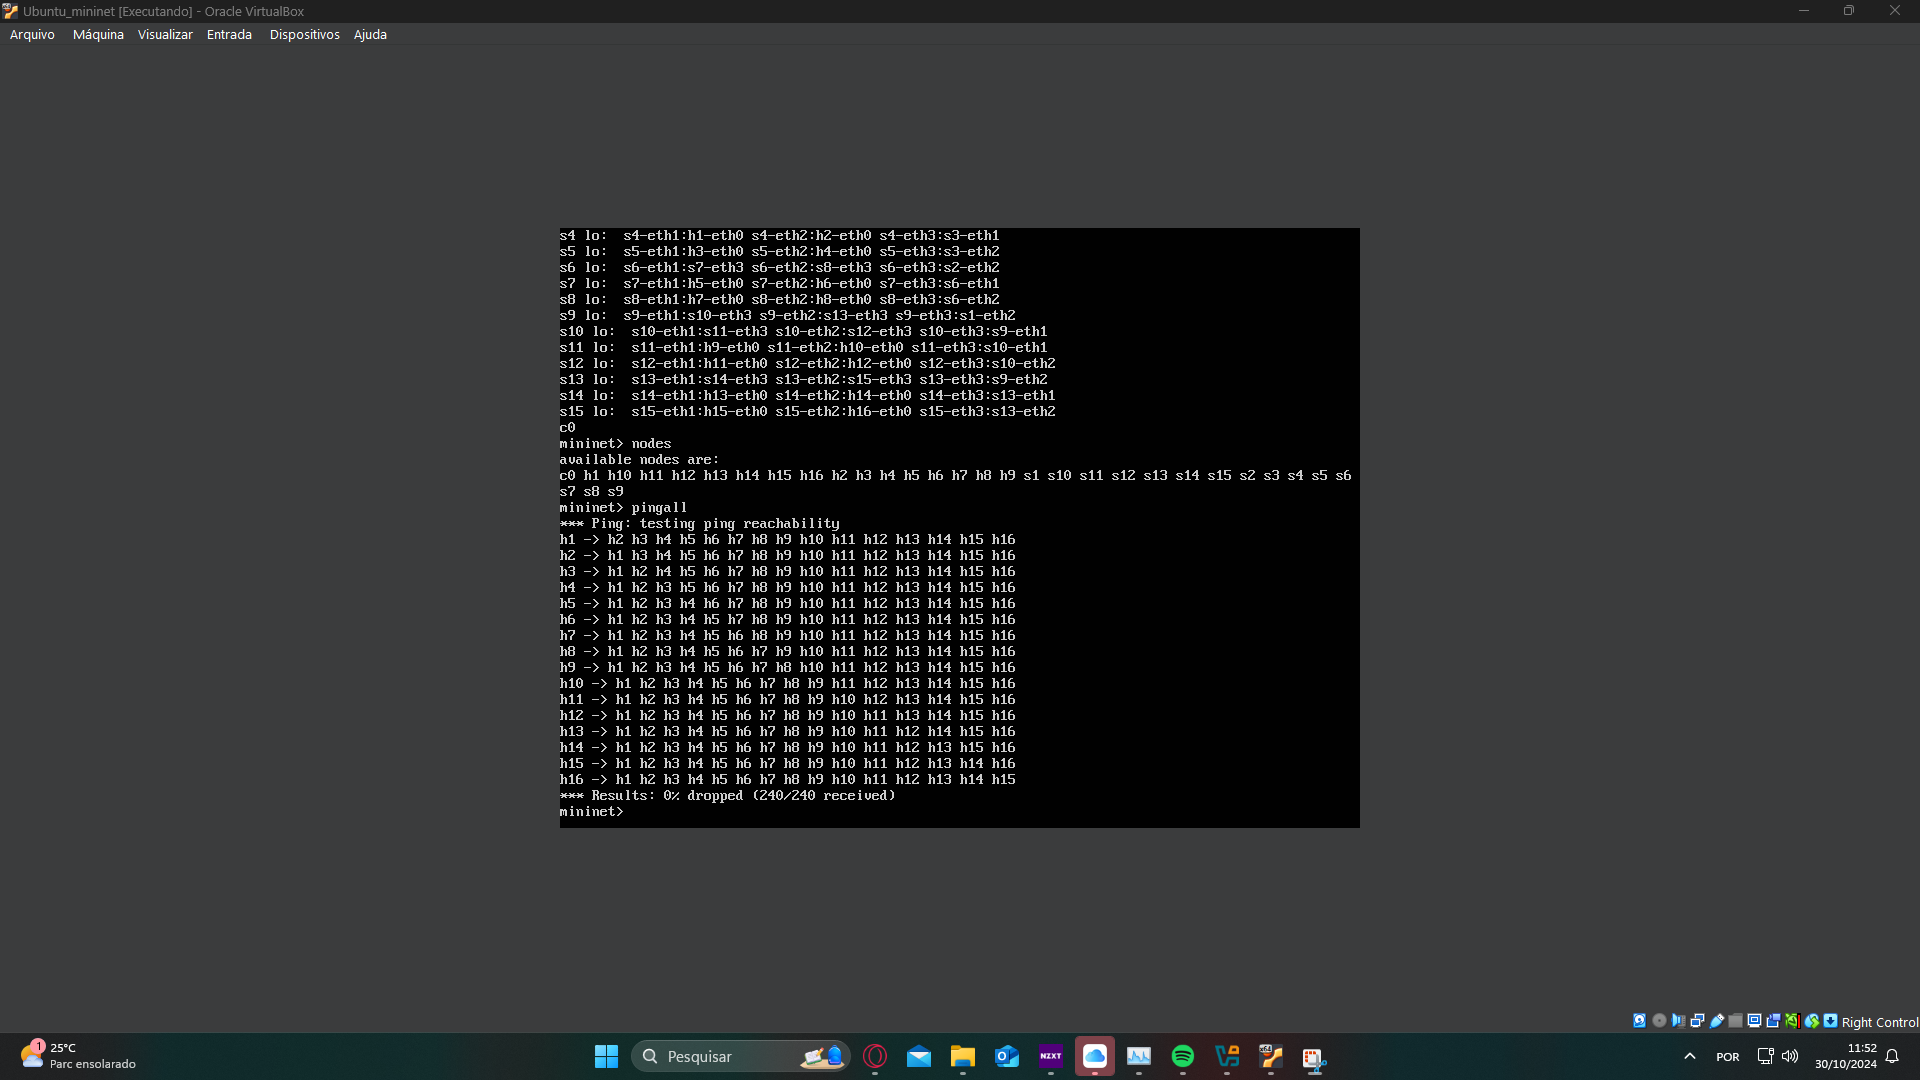 Ubuntu_mininet [Executando] - Oracle VirtualBox
Arquivo Máquina Visualizar Entrada Dispositivos Ajuda
s4 lo:  s4-eth1:h1-eth0 s4-eth2:h2-eth0 s4-eth3:s3-eth1
s5 lo:  s5-eth1:h3-eth0 s5-eth2:h4-eth0 s5-eth3:s3-eth2
s6 lo:  s6-eth1:s7-eth3 s6-eth2:s8-eth3 s6-eth3:s2-eth2
s7 lo:  s7-eth1:h5-eth0 s7-eth2:h6-eth0 s7-eth3:s6-eth1
s8 lo:  s8-eth1:h7-eth0 s8-eth2:h8-eth0 s8-eth3:s6-eth2
s9 lo:  s9-eth1:s10-eth3 s9-eth2:s13-eth3 s9-eth3:s1-eth2
s10 lo:  s10-eth1:s11-eth3 s10-eth2:s12-eth3 s10-eth3:s9-eth1
s11 lo:  s11-eth1:h9-eth0 s11-eth2:h10-eth0 s11-eth3:s10-eth1
s12 lo:  s12-eth1:h11-eth0 s12-eth2:h12-eth0 s12-eth3:s10-eth2
s13 lo:  s13-eth1:s14-eth3 s13-eth2:s15-eth3 s13-eth3:s9-eth2
s14 lo:  s14-eth1:h13-eth0 s14-eth2:h14-eth0 s14-eth3:s13-eth1
s15 lo:  s15-eth1:h15-eth0 s15-eth2:h16-eth0 s15-eth3:s13-eth2
c0
mininet> nodes
available nodes are:
c0 h1 h10 h11 h12 h13 h14 h15 h16 h2 h3 h4 h5 h6 h7 h8 h9 s1 s10 s11 s12 s13 s14 s15 s2 s3 s4 s5 s6
s7 s8 s9
mininet> pingall
*** Ping: testing ping reachability
h1 -> h2 h3 h4 h5 h6 h7 h8 h9 h10 h11 h12 h13 h14 h15 h16
h2 -> h1 h3 h4 h5 h6 h7 h8 h9 h10 h11 h12 h13 h14 h15 h16
h3 -> h1 h2 h4 h5 h6 h7 h8 h9 h10 h11 h12 h13 h14 h15 h16
h4 -> h1 h2 h3 h5 h6 h7 h8 h9 h10 h11 h12 h13 h14 h15 h16
h5 -> h1 h2 h3 h4 h6 h7 h8 h9 h10 h11 h12 h13 h14 h15 h16
h6 -> h1 h2 h3 h4 h5 h7 h8 h9 h10 h11 h12 h13 h14 h15 h16
h7 -> h1 h2 h3 h4 h5 h6 h8 h9 h10 h11 h12 h13 h14 h15 h16
h8 -> h1 h2 h3 h4 h5 h6 h7 h9 h10 h11 h12 h13 h14 h15 h16
h9 -> h1 h2 h3 h4 h5 h6 h7 h8 h10 h11 h12 h13 h14 h15 h16
h10 -> h1 h2 h3 h4 h5 h6 h7 h8 h9 h11 h12 h13 h14 h15 h16
h11 -> h1 h2 h3 h4 h5 h6 h7 h8 h9 h10 h12 h13 h14 h15 h16
h12 -> h1 h2 h3 h4 h5 h6 h7 h8 h9 h10 h11 h13 h14 h15 h16
h13 -> h1 h2 h3 h4 h5 h6 h7 h8 h9 h10 h11 h12 h14 h15 h16
h14 -> h1 h2 h3 h4 h5 h6 h7 h8 h9 h10 h11 h12 h13 h15 h16
h15 -> h1 h2 h3 h4 h5 h6 h7 h8 h9 h10 h11 h12 h13 h14 h16
h16 -> h1 h2 h3 h4 h5 h6 h7 h8 h9 h10 h11 h12 h13 h14 h15
*** Results: 0% dropped (240/240 received)
mininet>
Right Control
1
25°C
Parc ensolarado
Pesquisar
NZXT
x64
POR
11:52
30/10/2024